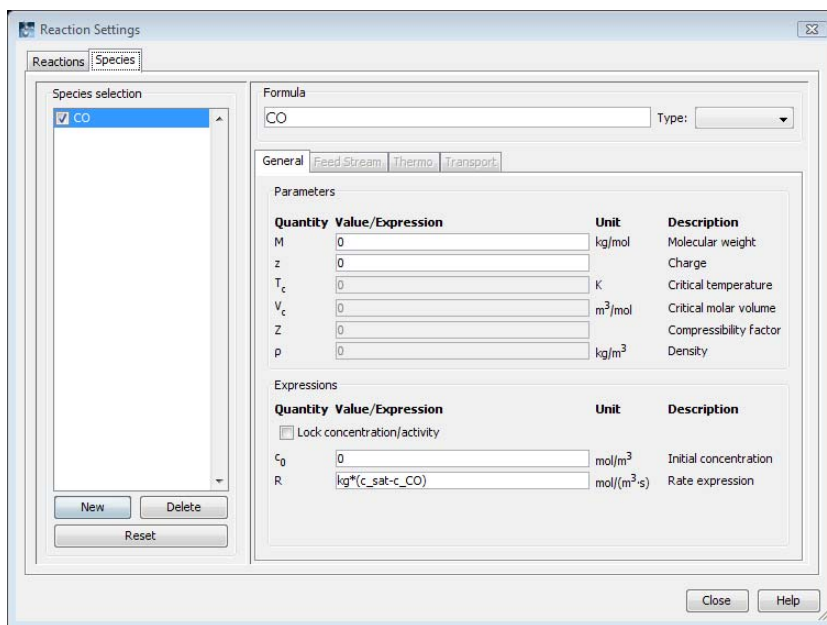 Reaction Settings
Reactions Species
Species selection
CO
New Delete
Reset
Formula
CO Type:
General Feed Stream Thermo Transport
Parameters
Quantity Value/Expression Unit Description
M 0 kg/mol Molecular weight
z 0 Charge
Tc 0 K Critical temperature
Vc 0 m³/mol Critical molar volume
Z 0 Compressibility factor
ρ 0 kg/m³ Density
Expressions
Quantity Value/Expression Unit Description
Lock concentration/activity
c0 0 mol/m³ Initial concentration
R kg*(c_sat-c_CO) mol/(m³·s) Rate expression
Close Help